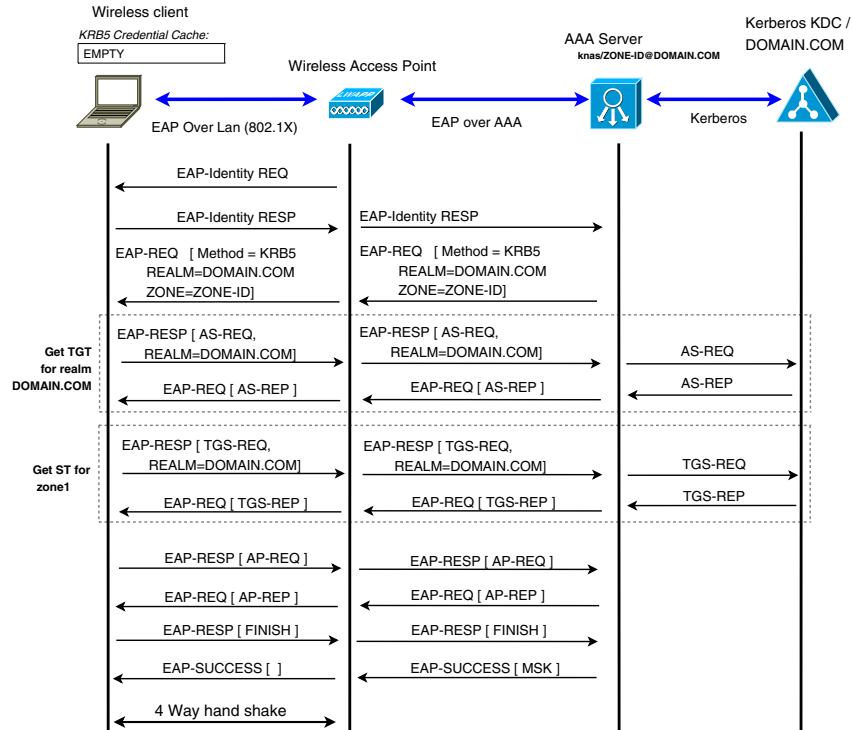 Wireless client
KRB5 Credential Cache:
EMPTY
Wireless Access Point
LWAPP
AAA Server
knas/ZONE-ID@DOMAIN.COM
Kerberos KDC /
DOMAIN.COM
EAP Over Lan (802.1X)
EAP over AAA
Kerberos
EAP-Identity REQ
EAP-Identity RESP
EAP-Identity RESP
EAP-REQ [ Method = KRB5
REALM=DOMAIN.COM
ZONE=ZONE-ID]
EAP-REQ [ Method = KRB5
REALM=DOMAIN.COM
ZONE=ZONE-ID]
Get TGT
for realm
DOMAIN.COM
EAP-RESP [ AS-REQ,
REALM=DOMAIN.COM]
EAP-RESP [ AS-REQ,
REALM=DOMAIN.COM]
AS-REQ
EAP-REQ [ AS-REP ]
EAP-REQ [ AS-REP ]
AS-REP
Get ST for
zone1
EAP-RESP [ TGS-REQ,
REALM=DOMAIN.COM]
EAP-RESP [ TGS-REQ,
REALM=DOMAIN.COM]
TGS-REQ
EAP-REQ [ TGS-REP ]
EAP-REQ [ TGS-REP ]
TGS-REP
EAP-RESP [ AP-REQ ]
EAP-RESP [ AP-REQ ]
EAP-REQ [ AP-REP ]
EAP-REQ [ AP-REP ]
EAP-RESP [ FINISH ]
EAP-RESP [ FINISH ]
EAP-SUCCESS [ ]
EAP-SUCCESS [ MSK ]
4 Way hand shake